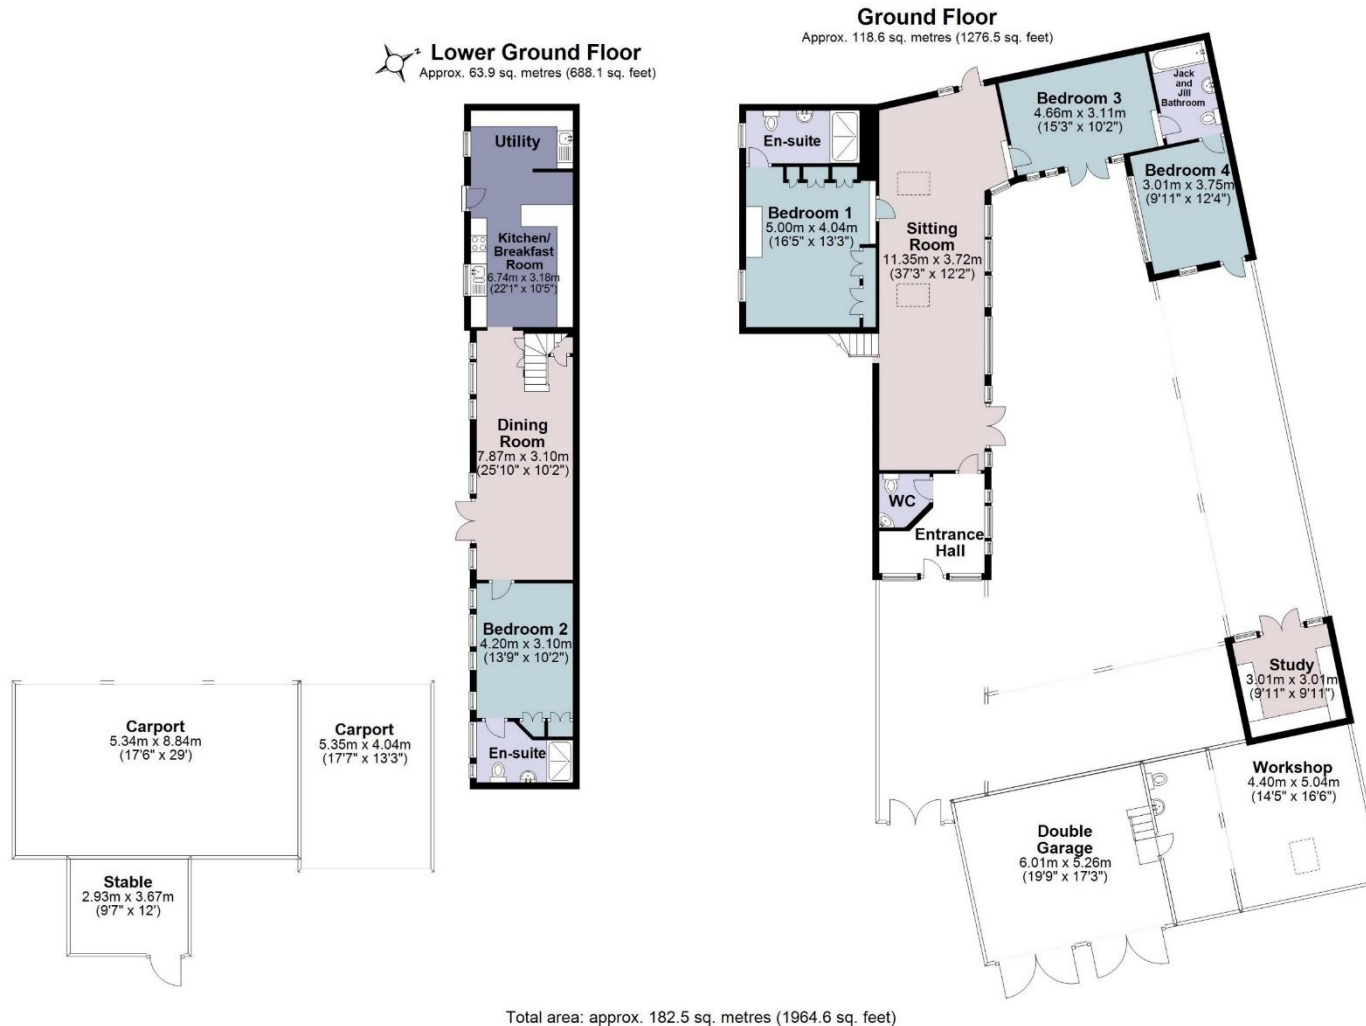 Lower Ground Floor
Approx. 63.9 sq. metres (688.1 sq. feet)
z
Utility
Kitchen/
Breakfast
Room
6.74m x 3.18m
(22'1" x 10'5")
Dining
Room
7.87m x 3.10m
(25'10" x 10'2")
Bedroom 2
4.20m x 3.10m
(13'9" x 10'2")
En-suite
Carport
5.34m x 8.84m
(17'6" x 29')
Carport
5.35m x 4.04m
(17'7" x 13'3")
Stable
2.93m x 3.67m
(9'7" x 12')
Ground Floor
Approx. 118.6 sq. metres (1276.5 sq. feet)
En-suite
Bedroom 1
5.00m x 4.04m
(16'5" x 13'3")
Sitting
Room
11.35m x 3.72m
(37'3" x 12'2")
Bedroom 3
4.66m x 3.11m
(15'3" x 10'2")
Jack
and
Jill
Bathroom
Bedroom 4
3.01m x 3.75m
(9'11" x 12'4")
WC
Entrance
Hall
Study
3.01m x 3.01m
(9'11" x 9'11")
Workshop
4.40m x 5.04m
(14'5" x 16'6")
Double
Garage
6.01m x 5.26m
(19'9" x 17'3")
Total area: approx. 182.5 sq. metres (1964.6 sq. feet)